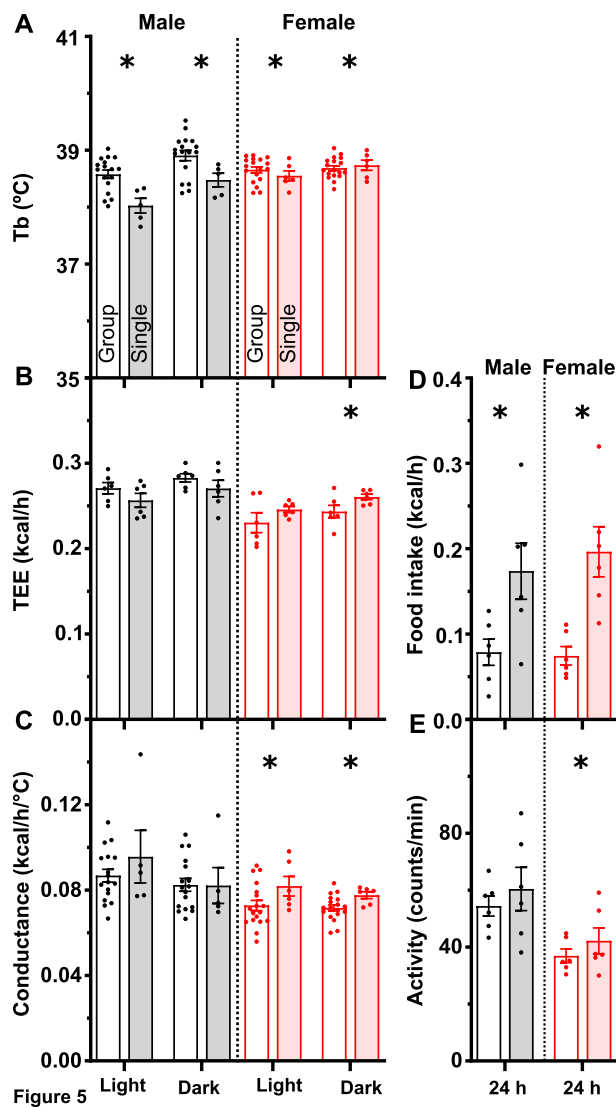 A Male Female
41
* * * *
39
Tb (ºC)
37
Group Single Group Single
35
B
*
0.3
TEE (kcal/h)
0.2
0.1
0.0
D Male Female
0.4
* *
0.3
Food intake (kcal/h)
0.2
0.1
0.0
C
* *
0.12
Conductance (kcal/h/°C)
0.08
0.04
0.00
Light Dark Light Dark
E
*
80
Activity (counts/min)
60
40
0
24 h 24 h
Figure 5